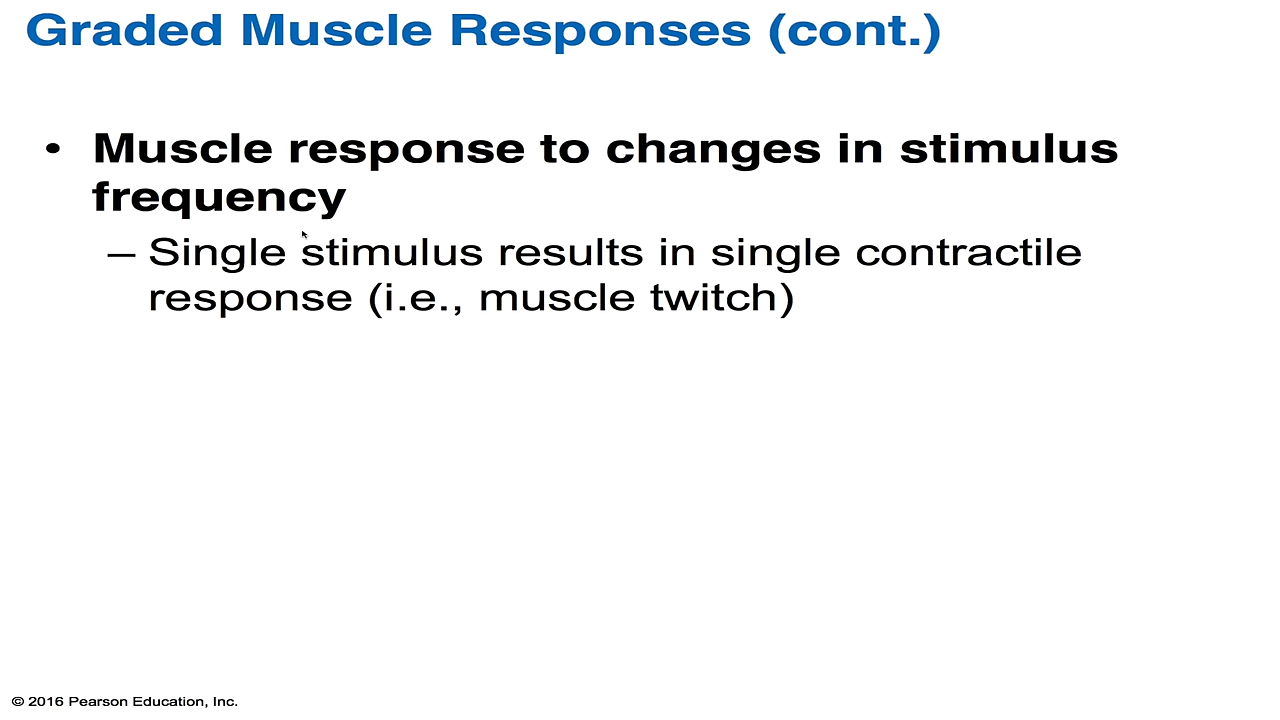 Graded Muscle Responses (cont.)
• Muscle response to changes in stimulus
frequency
– Single stimulus results in single contractile
response (i.e., muscle twitch)
© 2016 Pearson Education, Inc.